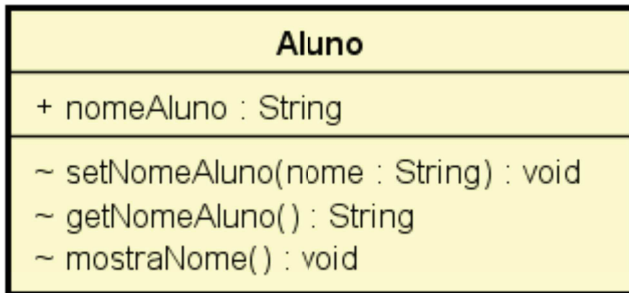 Aluno
+ nomeAluno : String
~ setNomeAluno(nome : String) : void
~ getNomeAluno() : String
~ mostraNome() : void